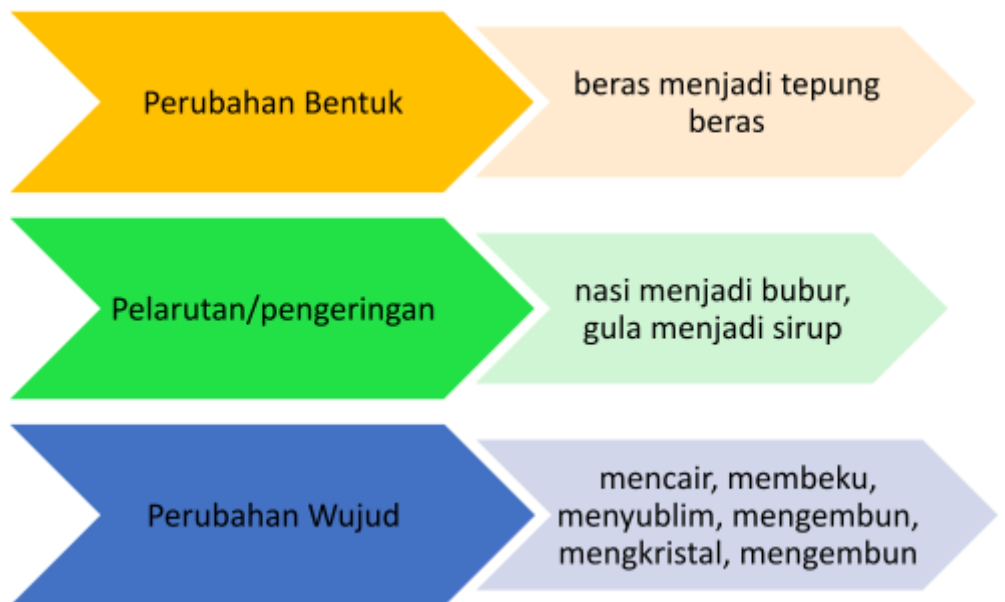 Perubahan Bentuk
beras menjadi tepung
beras
Pelarutan/pengeringan
nasi menjadi bubur,
gula menjadi sirup
Perubahan Wujud
mencair, membeku,
menyublim, mengembun,
mengkristal, mengembun